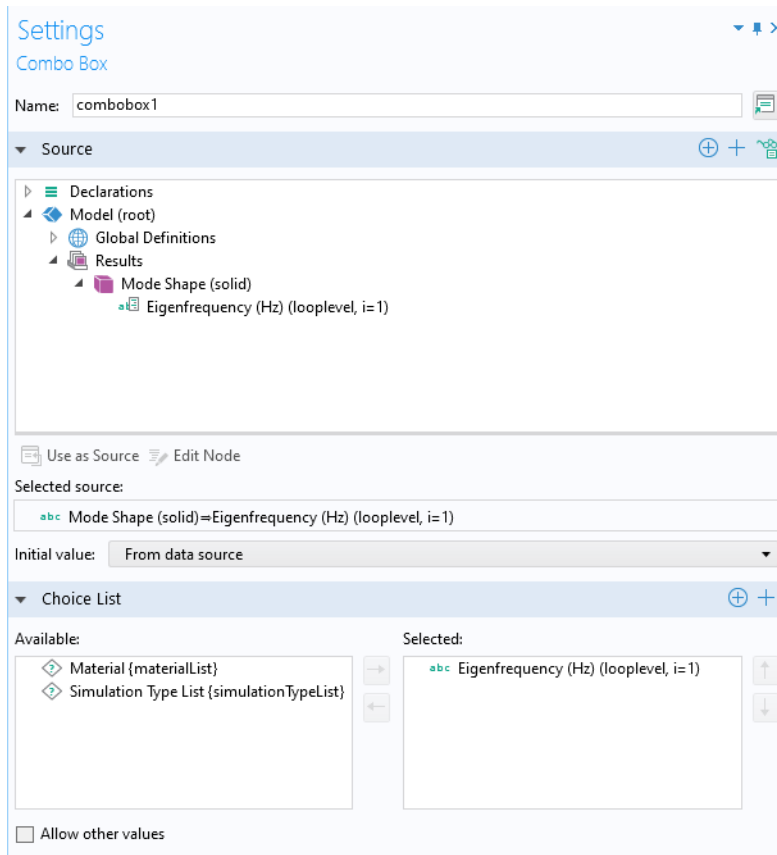 Settings
Combo Box
Name: combobox1
Source
Declarations
Model (root)
Global Definitions
Results
Mode Shape (solid)
Eigenfrequency (Hz) (looplevel, i=1)
Use as Source Edit Node
Selected source:
abc Mode Shape (solid)⇒Eigenfrequency (Hz) (looplevel, i=1)
Initial value: From data source
Choice List
Available: Selected:
Material {materialList} abc Eigenfrequency (Hz) (looplevel, i=1)
Simulation Type List {simulationTypeList}
Allow other values